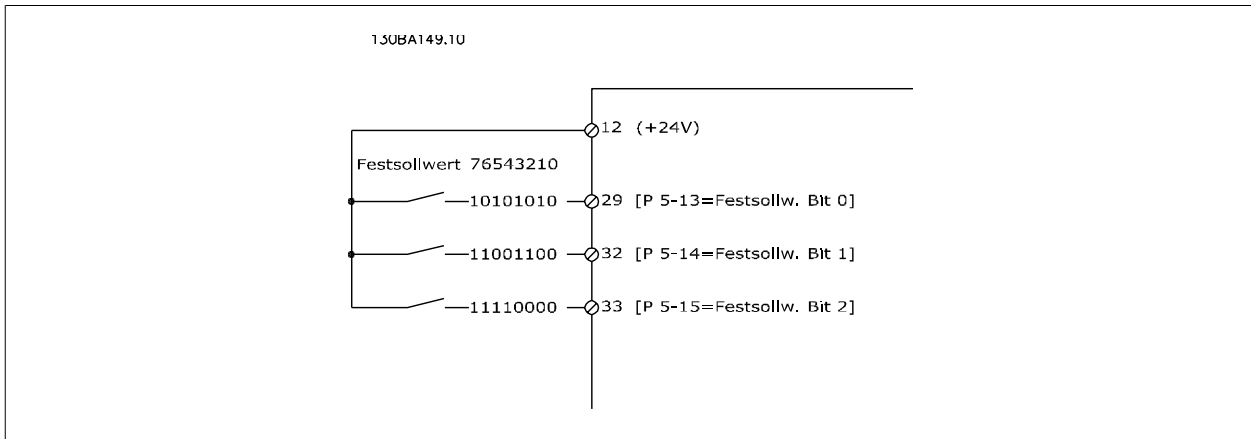 130BA149.10
12 (+24V)
Festsollwert 76543210
10101010 29 [P 5-13=Festsollw. Bit 0]
11001100 32 [P 5-14=Festsollw. Bit 1]
11110000 33 [P 5-15=Festsollw. Bit 2]